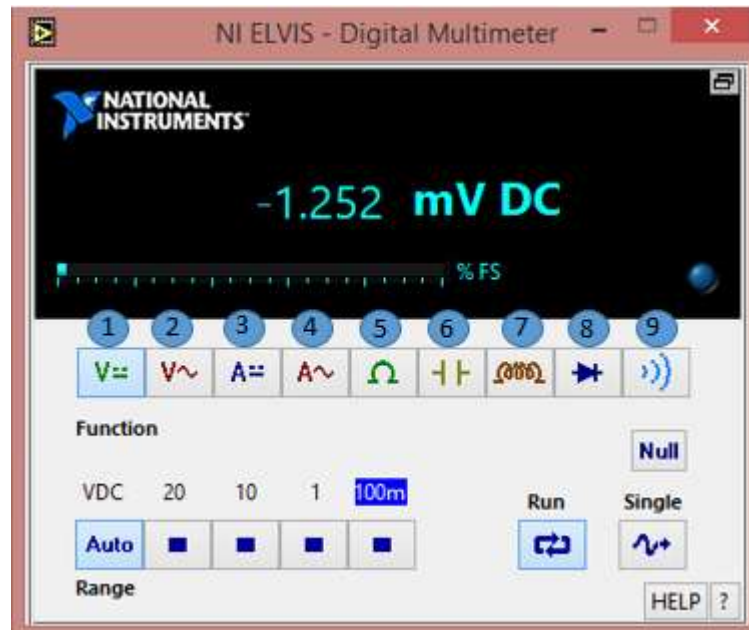 NI ELVIS - Digital Multimeter
NATIONAL
INSTRUMENTS
-1.252 mV DC
% FS
1 2 3 4 5 6 7 8 9
V V A A Ω
Function
Null
VDC 20 10 1 100m
Run Single
Auto
Range
HELP ?